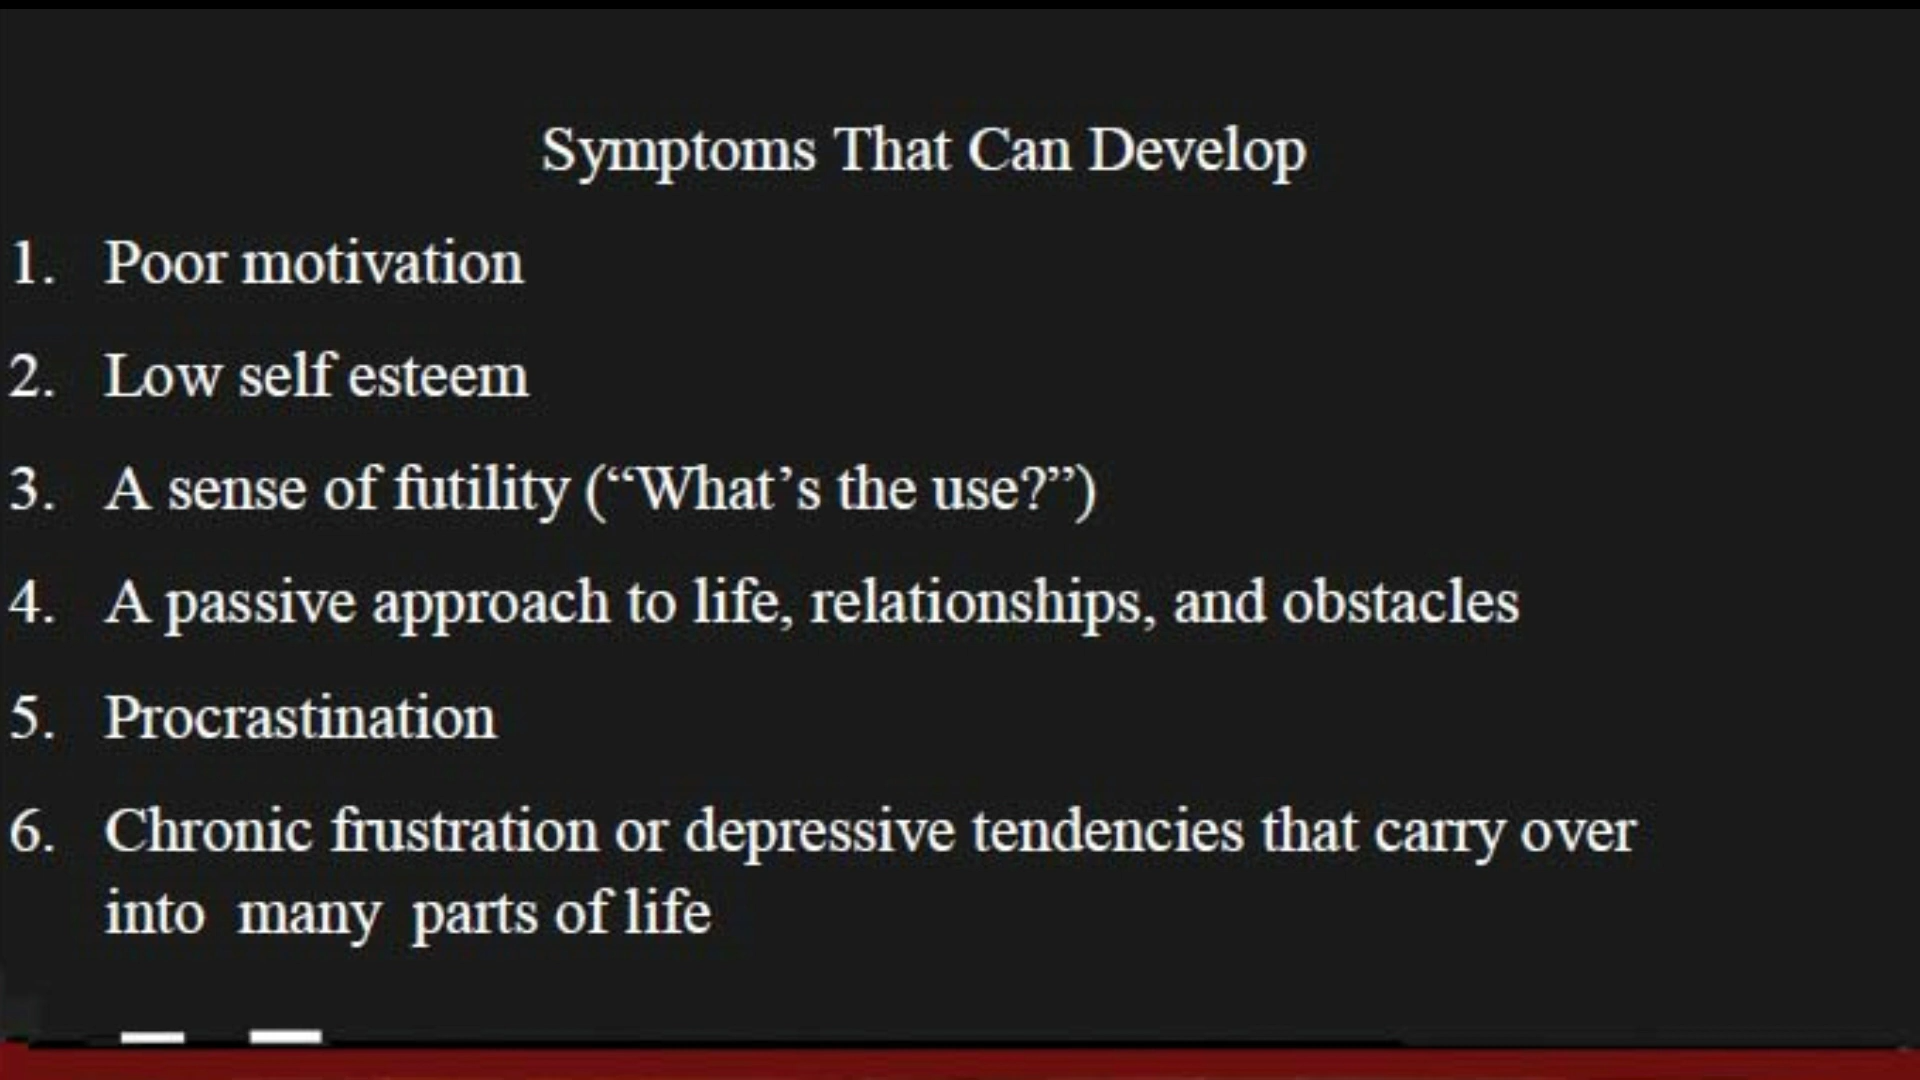 Symptoms That Can Develop
1. Poor motivation
2. Low self esteem
3. A sense of futility (“What’s the use?”)
4. A passive approach to life, relationships, and obstacles
5. Procrastination
6. Chronic frustration or depressive tendencies that carry over
into many parts of life